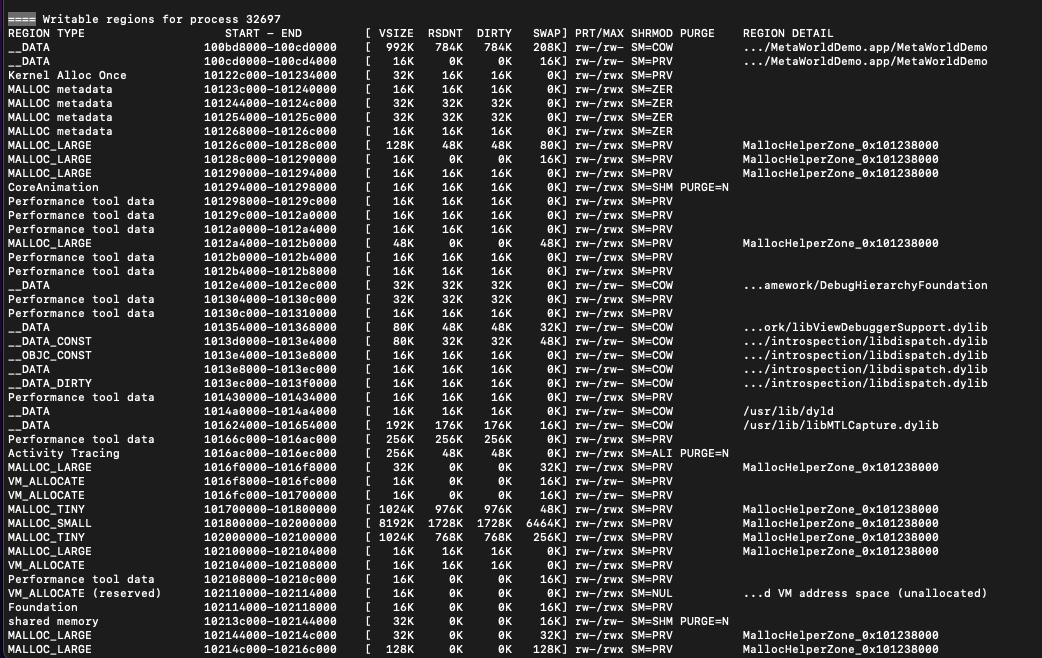 ==== Writable regions for process 32697
REGION TYPE                    START - END         [ VSIZE  RSDNT  DIRTY   SWAP] PRT/MAX SHRMOD PURGE    REGION DETAIL
__DATA                      100bd8000-100cd0000    [  992K   784K   784K   208K] rw-/rw- SM=COW          .../MetaWorldDemo.app/MetaWorldDemo
__DATA                      100cd0000-100cd4000    [   16K     0K     0K    16K] rw-/rw- SM=PRV          .../MetaWorldDemo.app/MetaWorldDemo
Kernel Alloc Once           10122c000-101234000    [   32K    16K    16K     0K] rw-/rwx SM=PRV
MALLOC metadata             10123c000-101240000    [   16K    16K    16K     0K] rw-/rwx SM=ZER
MALLOC metadata             101244000-10124c000    [   32K    32K    32K     0K] rw-/rwx SM=ZER
MALLOC metadata             101254000-10125c000    [   32K    32K    32K     0K] rw-/rwx SM=ZER
MALLOC metadata             101268000-10126c000    [   16K    16K    16K     0K] rw-/rwx SM=ZER
MALLOC_LARGE                10126c000-10128c000    [  128K    48K    48K    80K] rw-/rwx SM=PRV          MallocHelperZone_0x101238000
MALLOC_LARGE                10128c000-101290000    [   16K     0K     0K    16K] rw-/rwx SM=PRV          MallocHelperZone_0x101238000
MALLOC_LARGE                101290000-101294000    [   16K    16K    16K     0K] rw-/rwx SM=PRV          MallocHelperZone_0x101238000
CoreAnimation               101294000-101298000    [   16K    16K    16K     0K] rw-/rwx SM=SHM PURGE=N
Performance tool data       101298000-10129c000    [   16K    16K    16K     0K] rw-/rwx SM=PRV
Performance tool data       10129c000-1012a0000    [   16K    16K    16K     0K] rw-/rwx SM=PRV
Performance tool data       1012a0000-1012a4000    [   16K    16K    16K     0K] rw-/rwx SM=PRV
MALLOC_LARGE                1012a4000-1012b0000    [   48K     0K     0K    48K] rw-/rwx SM=PRV          MallocHelperZone_0x101238000
Performance tool data       1012b0000-1012b4000    [   16K    16K    16K     0K] rw-/rwx SM=PRV
Performance tool data       1012b4000-1012b8000    [   16K    16K    16K     0K] rw-/rwx SM=PRV
__DATA                      1012e4000-1012ec000    [   32K    32K    32K     0K] rw-/rw- SM=COW          ...amework/DebugHierarchyFoundation
Performance tool data       101304000-10130c000    [   32K    32K    32K     0K] rw-/rwx SM=PRV
Performance tool data       10130c000-101310000    [   16K    16K    16K     0K] rw-/rwx SM=PRV
__DATA                      101354000-101368000    [   80K    48K    48K    32K] rw-/rw- SM=COW          ...ork/libViewDebuggerSupport.dylib
__DATA_CONST                1013d0000-1013e4000    [   80K    32K    32K    48K] rw-/rw- SM=COW          .../introspection/libdispatch.dylib
__OBJC_CONST                1013e4000-1013e8000    [   16K    16K    16K     0K] rw-/rw- SM=COW          .../introspection/libdispatch.dylib
__DATA                      1013e8000-1013ec000    [   16K    16K    16K     0K] rw-/rw- SM=COW          .../introspection/libdispatch.dylib
__DATA_DIRTY                1013ec000-1013f0000    [   16K    16K    16K     0K] rw-/rw- SM=COW          .../introspection/libdispatch.dylib
Performance tool data       101430000-101434000    [   16K    16K    16K     0K] rw-/rwx SM=PRV
__DATA                      1014a0000-1014a4000    [   16K    16K    16K     0K] rw-/rw- SM=COW          /usr/lib/dyld
__DATA                      101624000-101654000    [  192K   176K   176K    16K] rw-/rw- SM=COW          /usr/lib/libMTLCapture.dylib
Performance tool data       10166c000-1016ac000    [  256K   256K   256K     0K] rw-/rwx SM=PRV
Activity Tracing            1016ac000-1016ec000    [  256K    48K    48K     0K] rw-/rwx SM=ALI PURGE=N
MALLOC_LARGE                1016f0000-1016f8000    [   32K     0K     0K    32K] rw-/rwx SM=PRV          MallocHelperZone_0x101238000
VM_ALLOCATE                 1016f8000-1016fc000    [   16K     0K     0K    16K] rw-/rwx SM=PRV
VM_ALLOCATE                 1016fc000-101700000    [   16K     0K     0K    16K] rw-/rwx SM=PRV
MALLOC_TINY                 101700000-101800000    [ 1024K   976K   976K    48K] rw-/rwx SM=PRV          MallocHelperZone_0x101238000
MALLOC_SMALL                101800000-102000000    [ 8192K  1728K  1728K  6464K] rw-/rwx SM=PRV          MallocHelperZone_0x101238000
MALLOC_TINY                 102000000-102100000    [ 1024K   768K   768K   256K] rw-/rwx SM=PRV          MallocHelperZone_0x101238000
MALLOC_LARGE                102100000-102104000    [   16K    16K    16K     0K] rw-/rwx SM=PRV          MallocHelperZone_0x101238000
VM_ALLOCATE                 102104000-102108000    [   16K    16K    16K     0K] rw-/rwx SM=PRV
Performance tool data       102108000-10210c000    [   16K     0K     0K    16K] rw-/rwx SM=PRV
VM_ALLOCATE (reserved)      102110000-102114000    [   16K     0K     0K     0K] rw-/rwx SM=NUL          ...d VM address space (unallocated)
Foundation                  102114000-102118000    [   16K     0K     0K    16K] rw-/rwx SM=PRV
shared memory               10213c000-102144000    [   32K     0K     0K    16K] rw-/rwx SM=SHM PURGE=N
MALLOC_LARGE                102144000-10214c000    [   32K     0K     0K    32K] rw-/rwx SM=PRV          MallocHelperZone_0x101238000
MALLOC_LARGE                10214c000-10216c000    [  128K     0K     0K   128K] rw-/rwx SM=PRV          MallocHelperZone_0x101238000